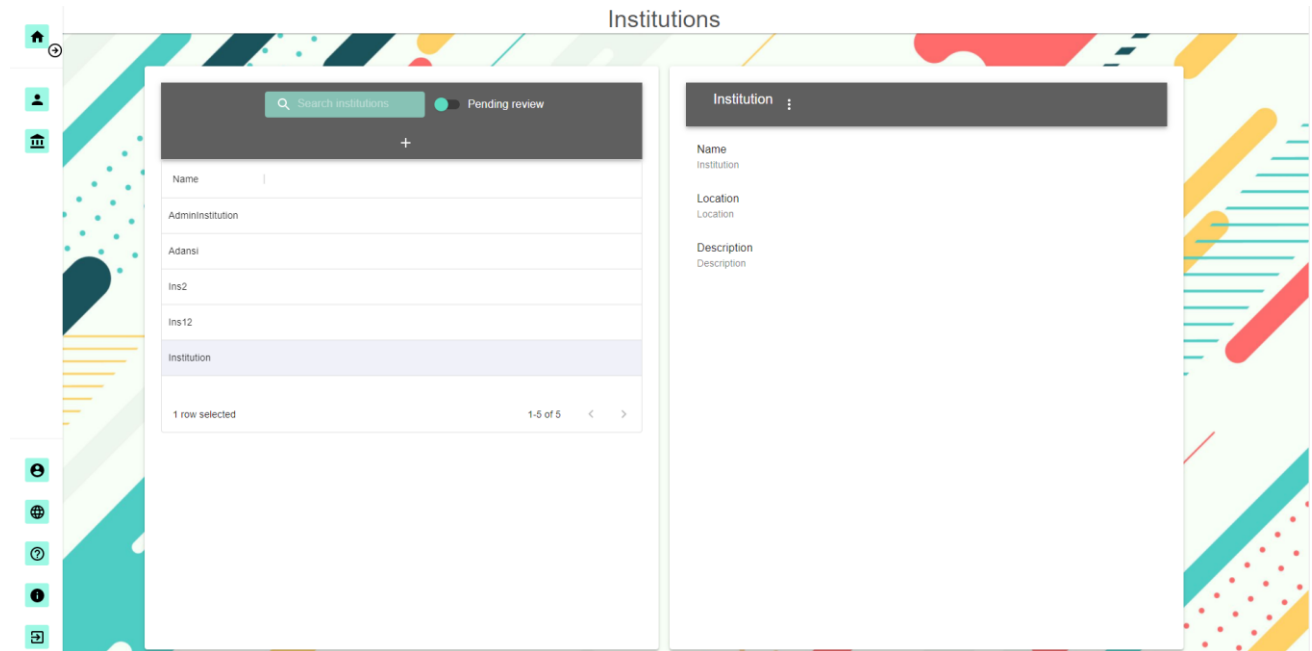 Institutions
Search institutions
Pending review
+
Name
AdminInstitution
Adansi
Ins2
Ins12
Institution
1 row selected
1-5 of 5
Institution
Name
Institution
Location
Location
Description
Description